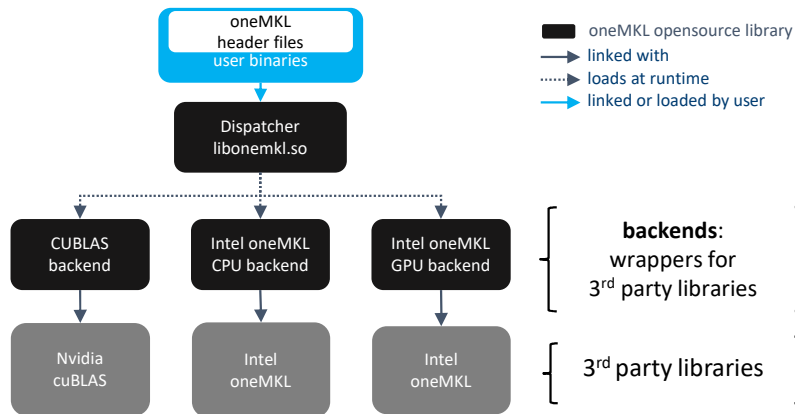 oneMKL
header files
user binaries
oneMKL opensource library
linked with
loads at runtime
linked or loaded by user
Dispatcher
libonemkl.so
CUBLAS
backend
Intel oneMKL
CPU backend
Intel oneMKL
GPU backend
backends:
wrappers for
3rd party libraries
Nvidia
cuBLAS
Intel
oneMKL
Intel
oneMKL
3rd party libraries